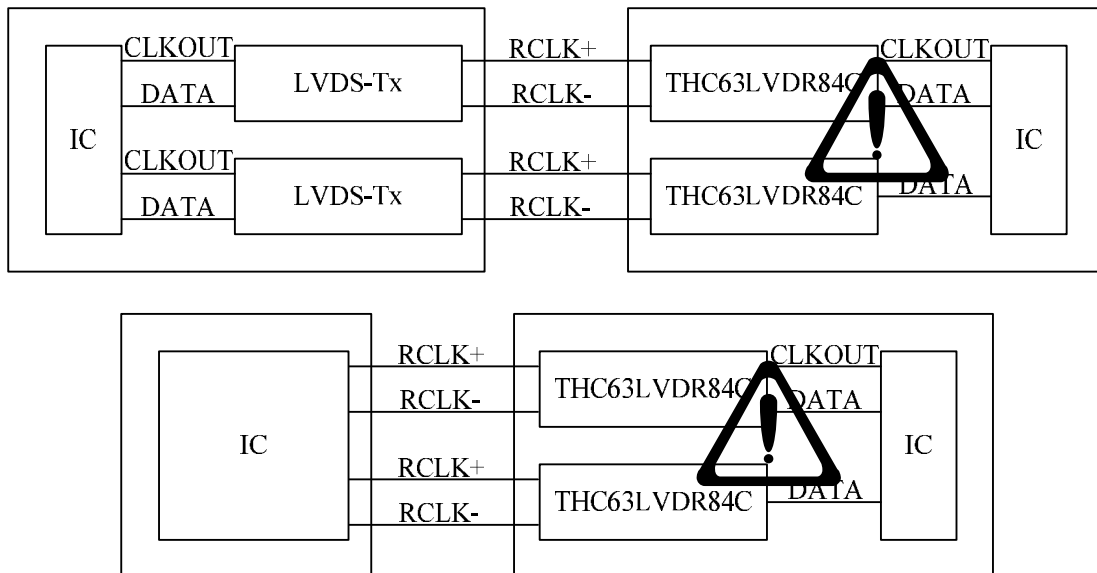 CLKOUT
RCLK+
CLKOUT
LVDS-Tx
THC63LVDR84C
DATA
RCLK-
DATA
IC
IC
CLKOUT
RCLK+
LVDS-Tx
THC63LVDR84C
DATA
RCLK-
DATA
RCLK+
CLKOUT
THC63LVDR84C
RCLK-
DATA
IC
IC
RCLK+
THC63LVDR84C
DATA
RCLK-